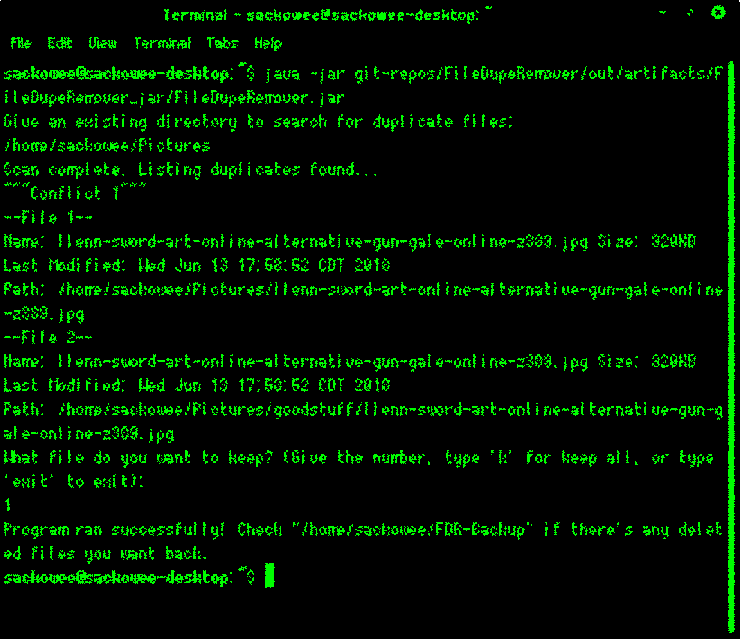 Terminal - sackowee@sackowee-desktop: ~
File Edit View Terminal Tabs Help
sackowee@sackowee-desktop:~$ java -jar git-repos/FileDupeRemover/out/artifacts/F
ileDupeRemover_jar/FileDupeRemover.jar
Give an existing directory to search for duplicate files:
/home/sackowee/Pictures
Scan complete. Listing duplicates found...
~~~Conflict 1~~~
--File 1--
Name: llenn-sword-art-online-alternative-gun-gale-online-z309.jpg Size: 320KB
Last Modified: Wed Jun 13 17:50:52 CDT 2018
Path: /home/sackowee/Pictures/llenn-sword-art-online-alternative-gun-gale-online
-z309.jpg
--File 2--
Name: llenn-sword-art-online-alternative-gun-gale-online-z309.jpg Size: 320KB
Last Modified: Wed Jun 13 17:50:52 CDT 2018
Path: /home/sackowee/Pictures/goodstuff/llenn-sword-art-online-alternative-gun-g
ale-online-z309.jpg
What file do you want to keep? (Give the number, type 'k' for keep all, or type
'exit' to exit):
1
Program ran successfully! Check "/home/sackowee/FDR-Backup" if there's any delet
ed files you want back.
sackowee@sackowee-desktop:~$